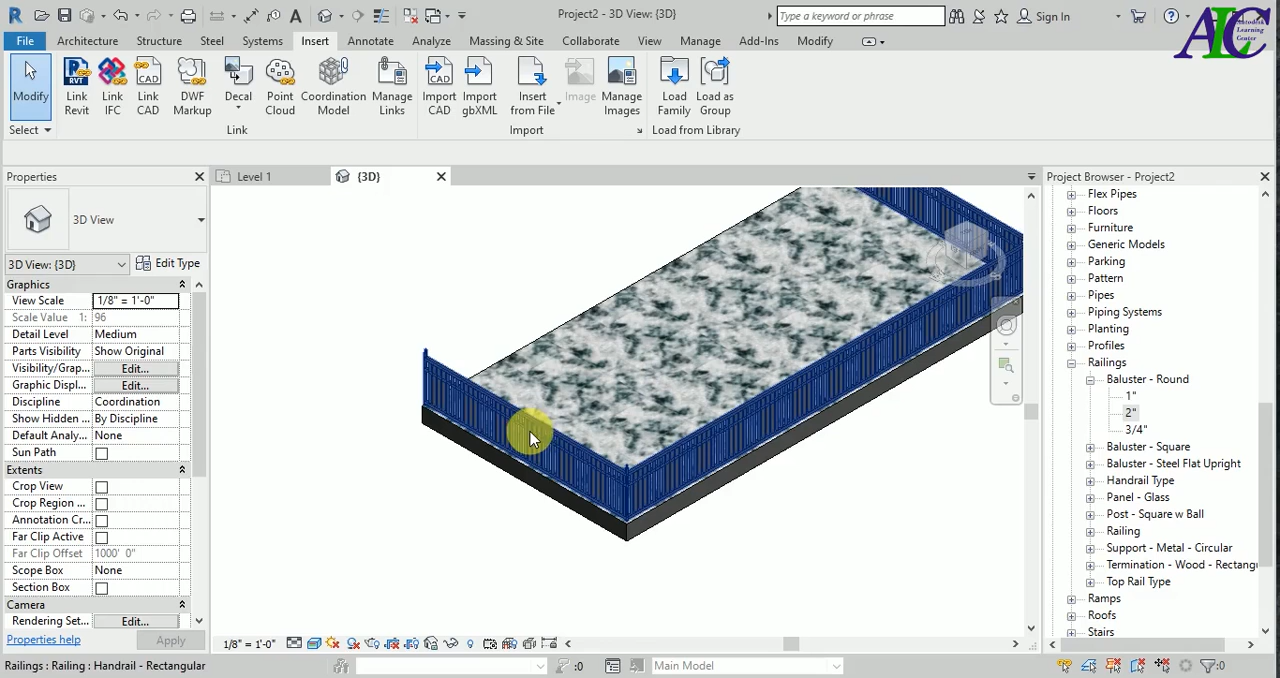 Project2 - 3D View: {3D}
Type a keyword or phrase
Sign In
Autodesk
Learning
Center
ALC
File
Structure
Steel
Systems
Insert
Annotate
Analyze
Collaborate
View
Manage
Add-Ins
Modify
Modify
Link
Revit
Link
IFC
Link
CAD
DWF
Markup
Decal
Point
Cloud
Coordination
Model
Manage
Links
Import
CAD
Import
gbXML
Insert
from File
Image
Manage
Images
Load
Family
Load as
Group
Select
Link
Import
Load from Library
Properties
Level 1
{3D}
Project Browser - Project2
3D View
3D View: {3D}
Edit Type
Graphics
View Scale 1/8" = 1'-0"
Scale Value 1: 96
Detail Level Medium
Parts Visibility Show Original
Visibility/Grap... Edit...
Graphic Displ... Edit...
Discipline Coordination
Show Hidden ... By Discipline
Default Analy... None
Sun Path
Extents
Crop View
Crop Region ...
Annotation Cr...
Far Clip Active
Far Clip Offset 1000' 0"
Scope Box None
Section Box
Camera
Rendering Set... Edit...
Properties help
Apply
Flex Pipes
Floors
Furniture
Generic Models
Parking
Pattern
Pipes
Piping Systems
Planting
Profiles
Railings
Baluster - Round
1"
2"
3/4"
Baluster - Square
Baluster - Steel Flat Upright
Handrail Type
Panel - Glass
Post - Square w Ball
Railing
Support - Metal - Circular
Termination - Wood - Rectang
Top Rail Type
Ramps
Roofs
Stairs
1/8" = 1'-0"
Railings : Railing : Handrail - Rectangular
:0
Main Model
:0